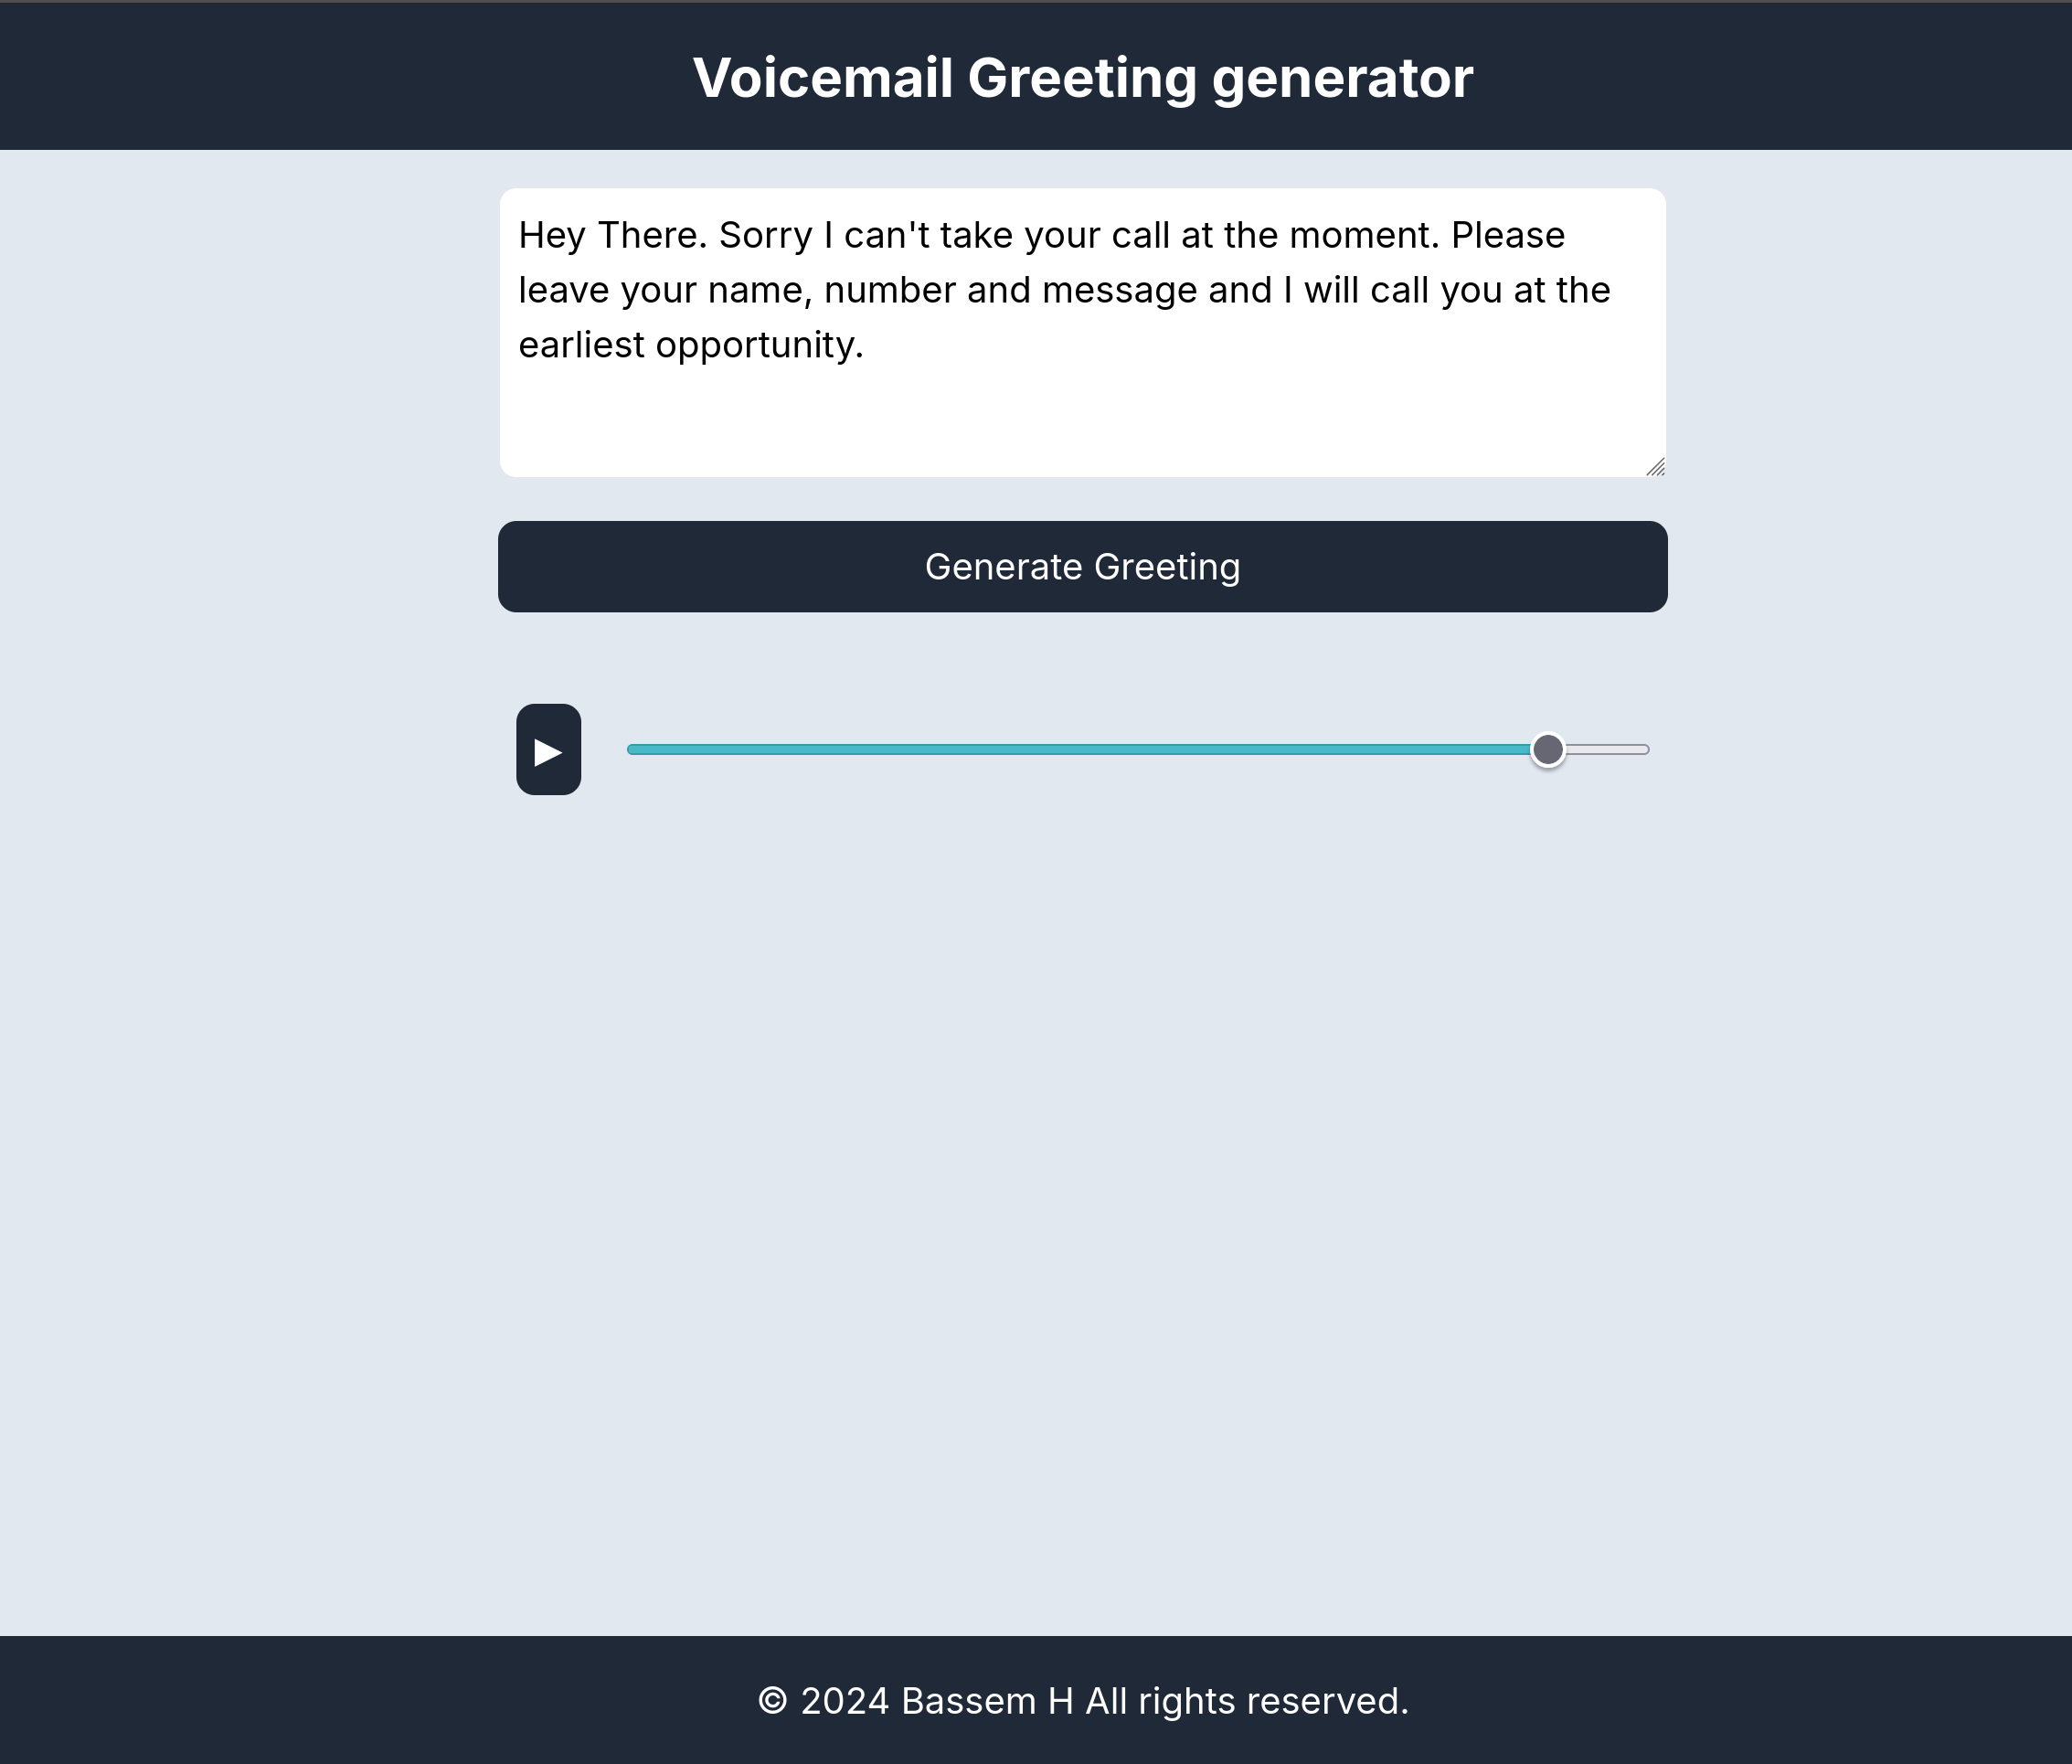 Voicemail Greeting generator
Hey There. Sorry I can't take your call at the moment. Please
leave your name, number and message and I will call you at the
earliest opportunity.
Generate Greeting
© 2024 Bassem H All rights reserved.